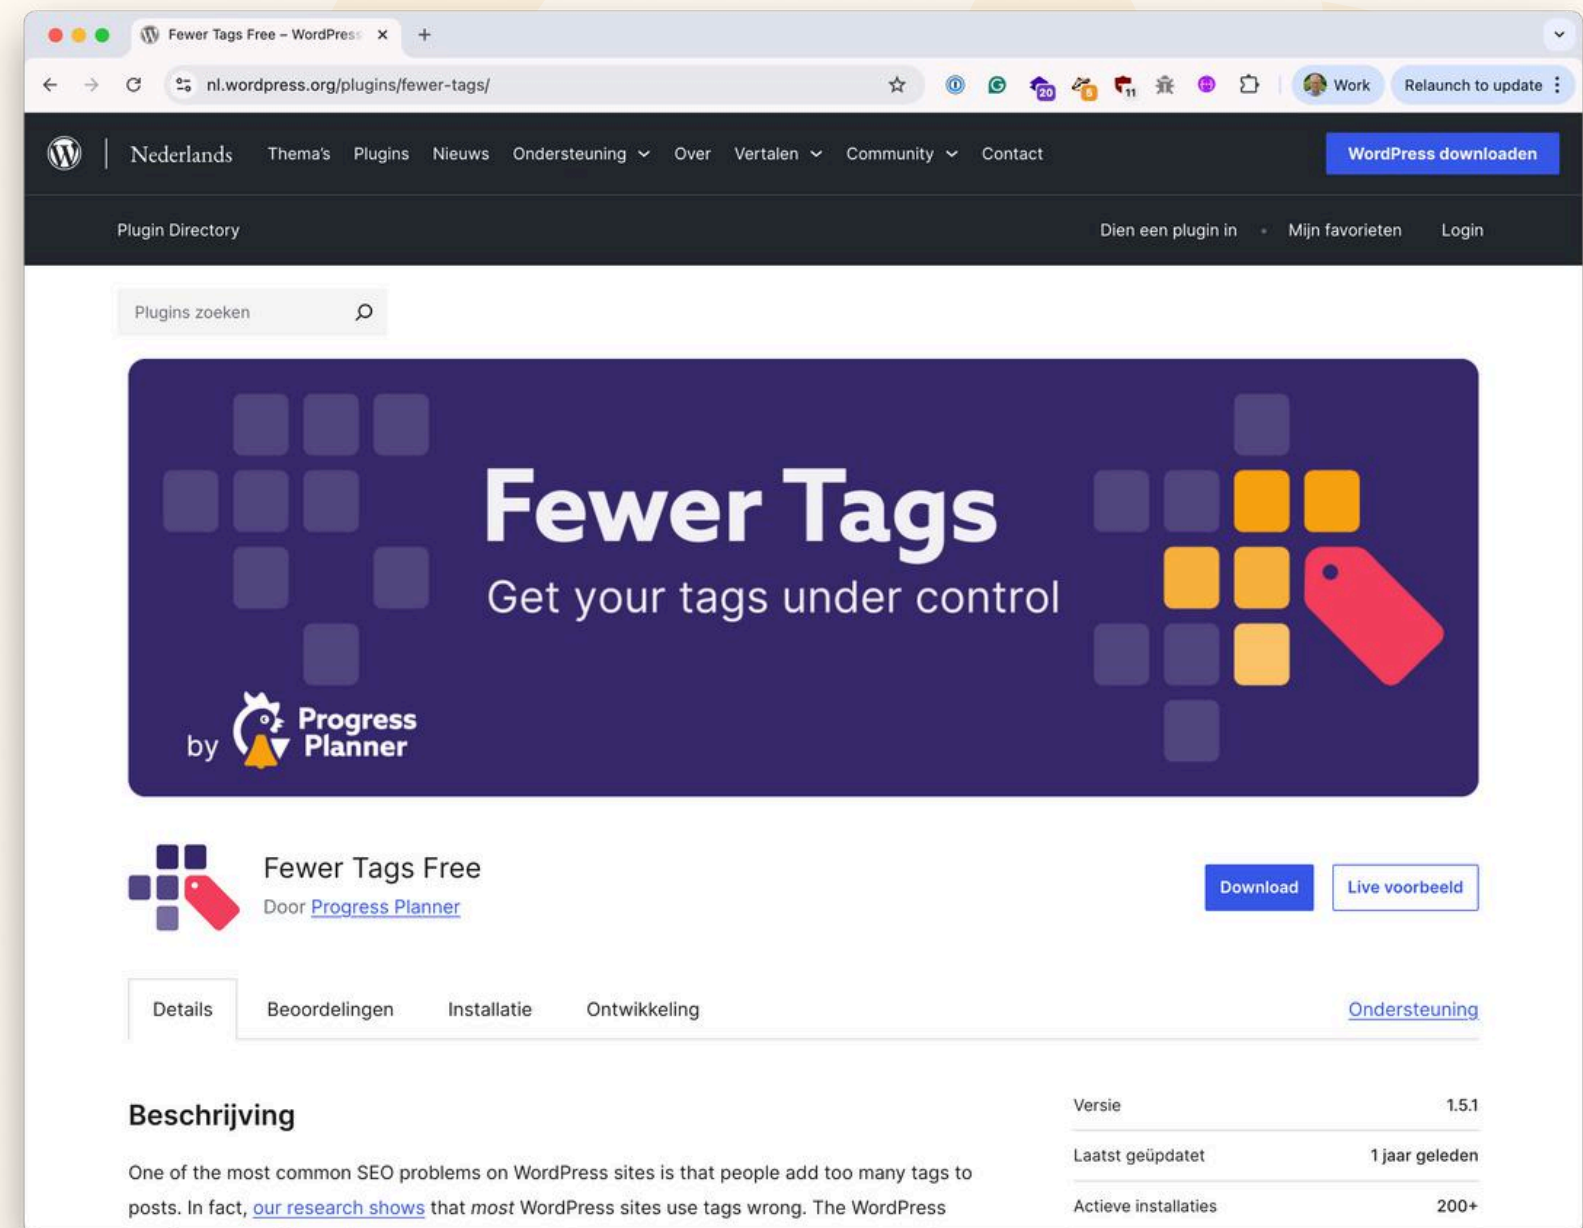 Fewer Tags Free – WordPress
nl.wordpress.org/plugins/fewer-tags/
20
6
11
Work
Relaunch to update
Nederlands
Thema's
Plugins
Nieuws
Ondersteuning
Over
Vertalen
Community
Contact
WordPress downloaden
Plugin Directory
Dien een plugin in
Mijn favorieten
Login
Plugins zoeken
Fewer Tags
Get your tags under control
by Progress
Planner
Fewer Tags Free
Door Progress Planner
Download
Live voorbeeld
Details
Beoordelingen
Installatie
Ontwikkeling
Ondersteuning
Beschrijving
One of the most common SEO problems on WordPress sites is that people add too many tags to
posts. In fact, our research shows that most WordPress sites use tags wrong. The WordPress
Versie 1.5.1
Laatst geüpdatet 1 jaar geleden
Actieve installaties 200+